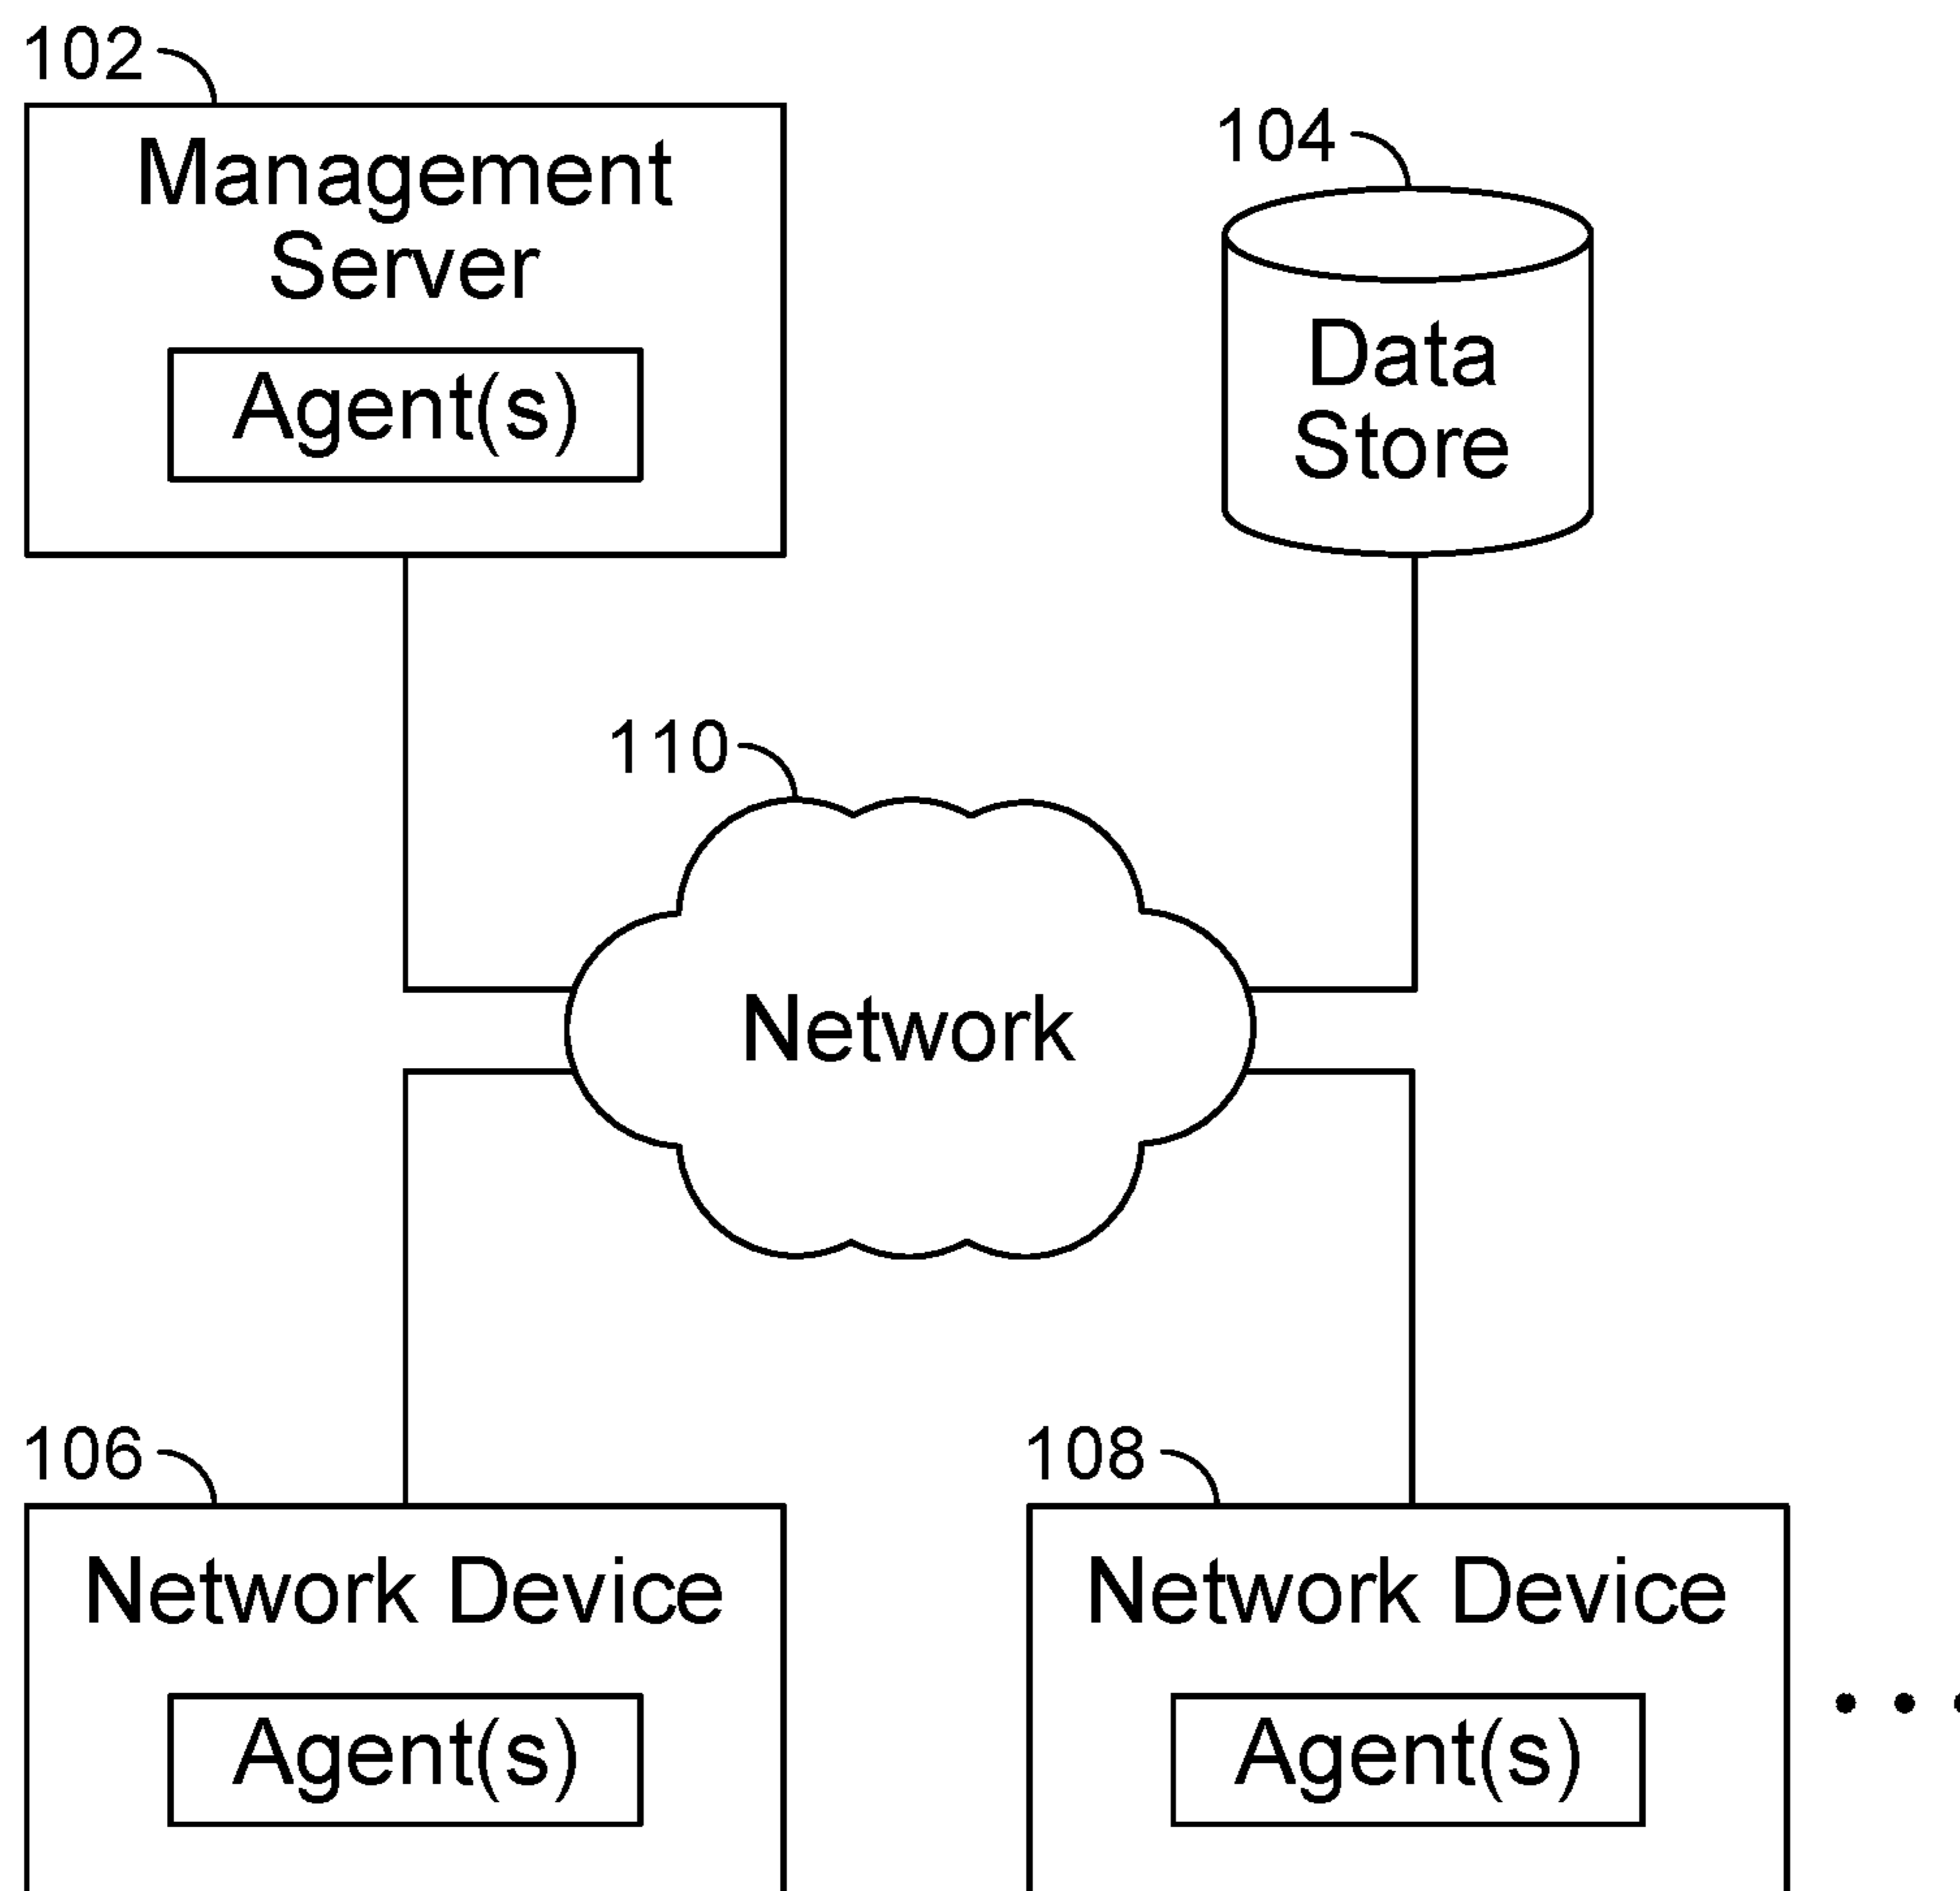 102
Management
Server
Agent(s)
104
Data
Store
110
Network
106
Network Device
Agent(s)
108
Network Device
Agent(s)